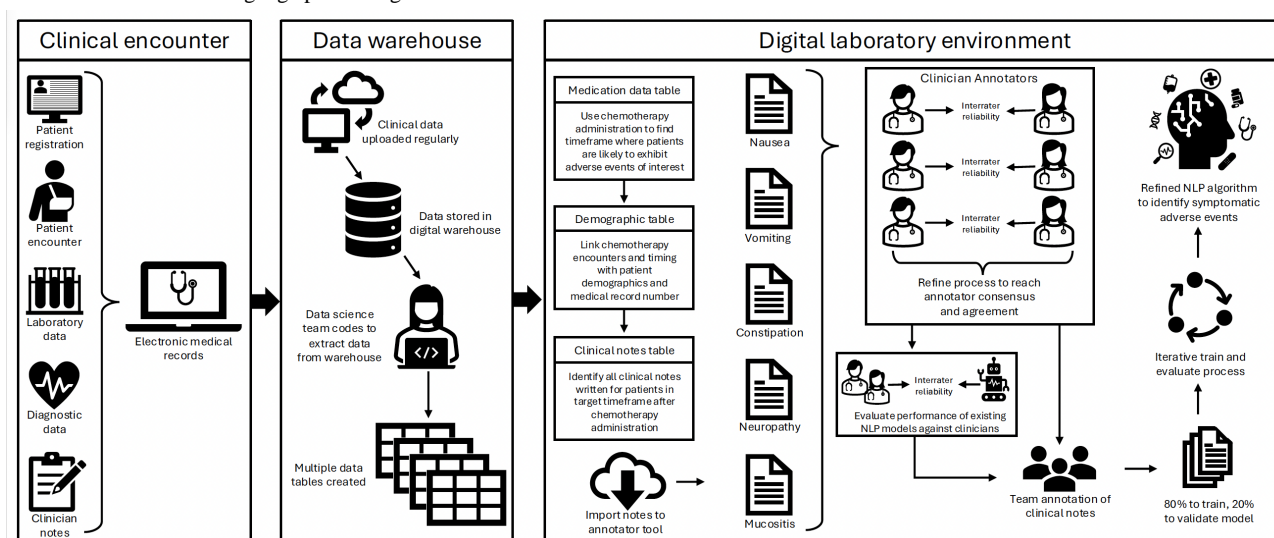 Clinical encounter
Patient
registration
Patient
encounter
Laboratory
data
Diagnostic
data
Clinician
notes
Electronic medical
records
Data warehouse
Clinical data
uploaded regularly
Data stored in
digital warehouse
Data science
team codes to
extract data
from warehouse
</>
Multiple data
tables created
Digital laboratory environment
Medication data table
Use chemotherapy
administration to find
timeframe where patients
are likely to exhibit
adverse events of interest
Demographic table
Link chemotherapy
encounters and timing with
patient demographics
and medical record number
Clinical notes table
Identify all clinical notes
written for patients in
target timeframe after
chemotherapy
administration
Import notes to
annotator tool
Nausea
Vomiting
Constipation
Neuropathy
Mucositis
Clinician Annotators
Interrater
reliability
Interrater
reliability
Interrater
reliability
Refine process to reach
annotator consensus
and agreement
Interrater
reliability
Evaluate performance of existing
NLP models against clinicians
Team annotation of
clinical notes
80% to train, 20%
to validate model
Iterative train and
evaluate process
Refined NLP algorithm
to identify symptomatic
adverse events